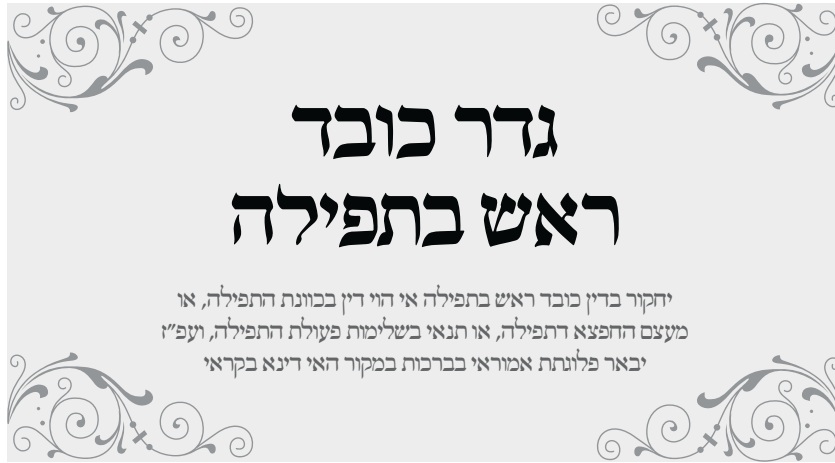 גדר כובד
ראש בתפילה
יחקור בדין כובד ראש בתפילה אי הוי דין בכוונת התפילה, או
מעצם החפצא דתפילה, או תנאי בשלימות פעולת התפילה, ועפ״ז
יבאר פלוגתת אמוראי בברכות במקור האי דינא בקראי